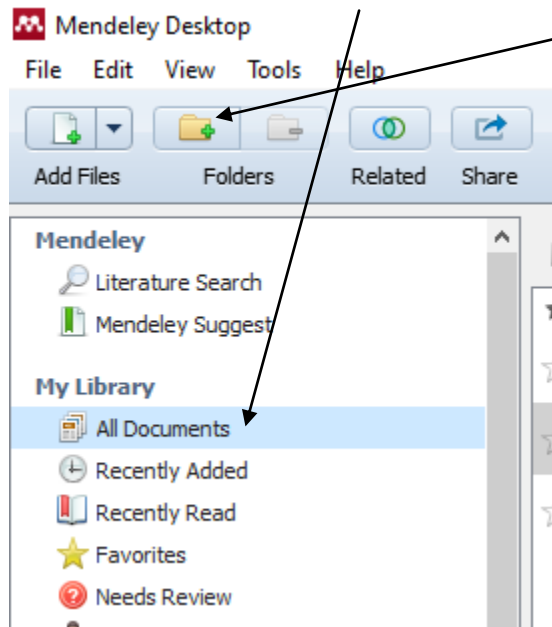 Mendeley Desktop
File Edit View Tools Help
Add Files Folders Related Share
Mendeley
Literature Search
Mendeley Suggest
My Library
All Documents
Recently Added
Recently Read
Favorites
Needs Review